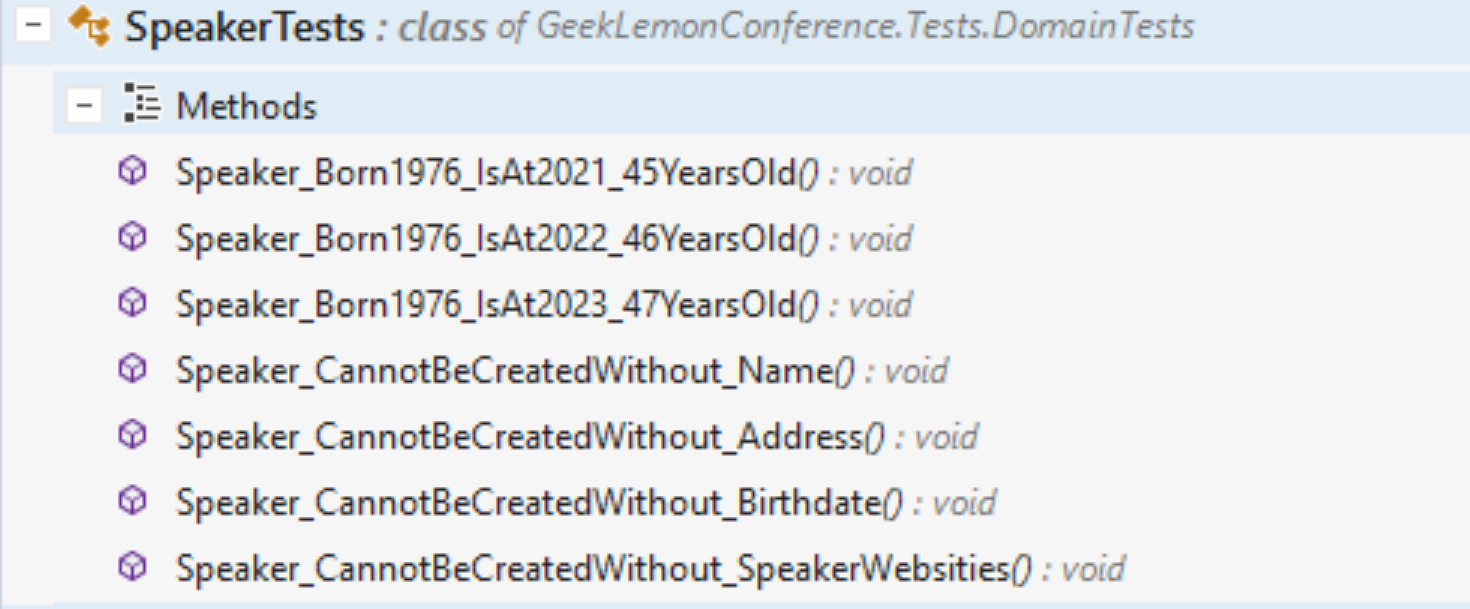 SpeakerTests : class of GeekLemonConference.Tests.DomainTests
Methods
Speaker_Born1976_IsAt2021_45YearsOld() : void
Speaker_Born1976_IsAt2022_46YearsOld() : void
Speaker_Born1976_IsAt2023_47YearsOld() : void
Speaker_CannotBeCreatedWithout_Name() : void
Speaker_CannotBeCreatedWithout_Address() : void
Speaker_CannotBeCreatedWithout_Birthdate() : void
Speaker_CannotBeCreatedWithout_SpeakerWebsities() : void